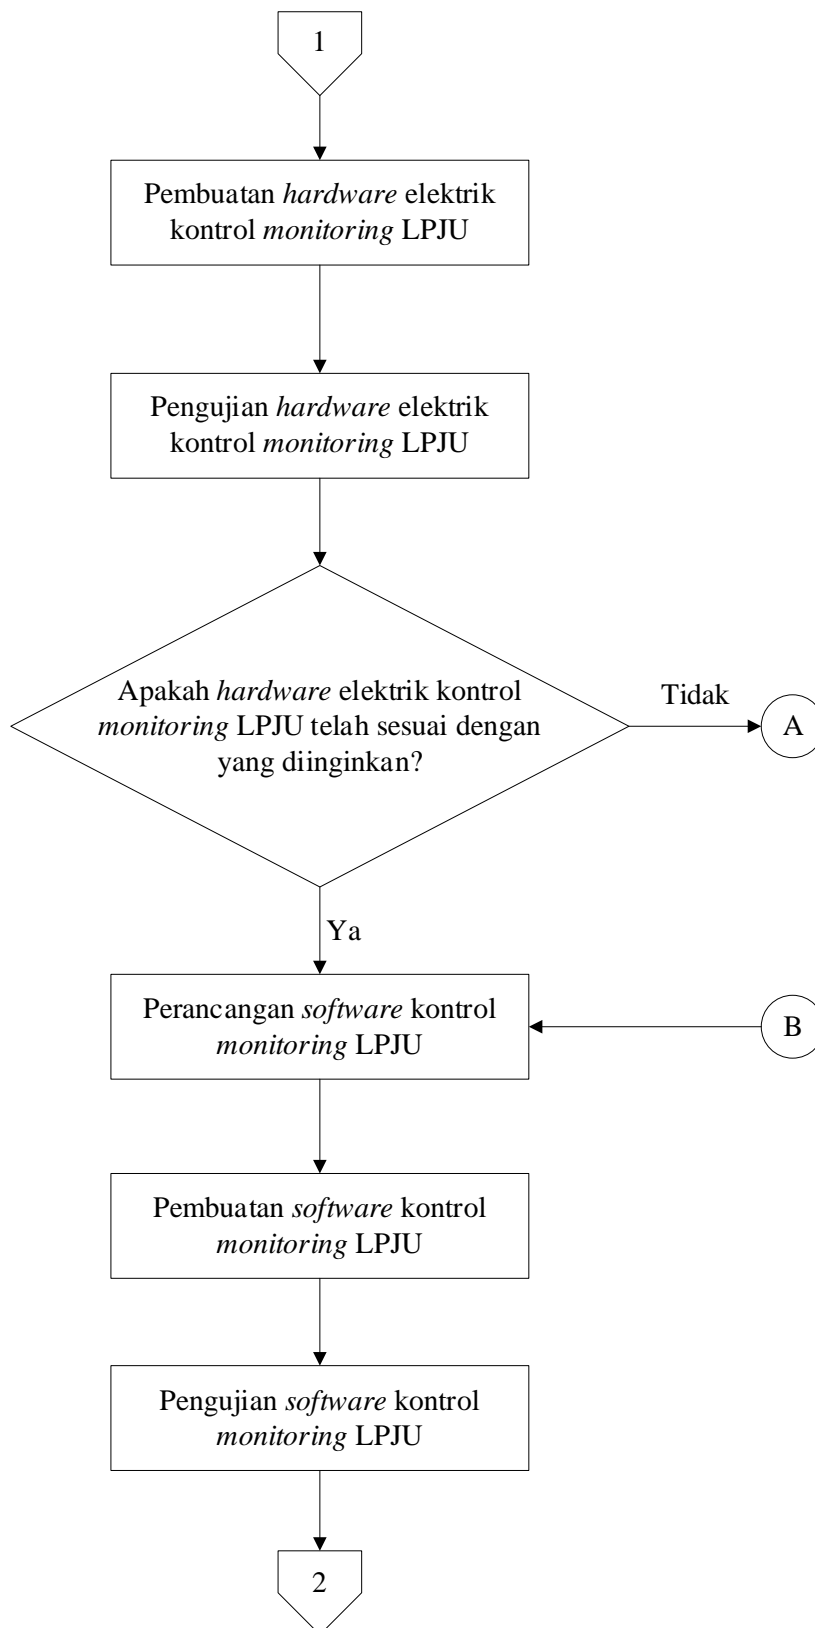 1
Pembuatan hardware elektrik
kontrol monitoring LPJU
Pengujian hardware elektrik
kontrol monitoring LPJU
Apakah hardware elektrik kontrol
monitoring LPJU telah sesuai dengan
yang diinginkan?
Tidak
A
Ya
Perancangan software kontrol
monitoring LPJU
B
Pembuatan software kontrol
monitoring LPJU
Pengujian software kontrol
monitoring LPJU
2